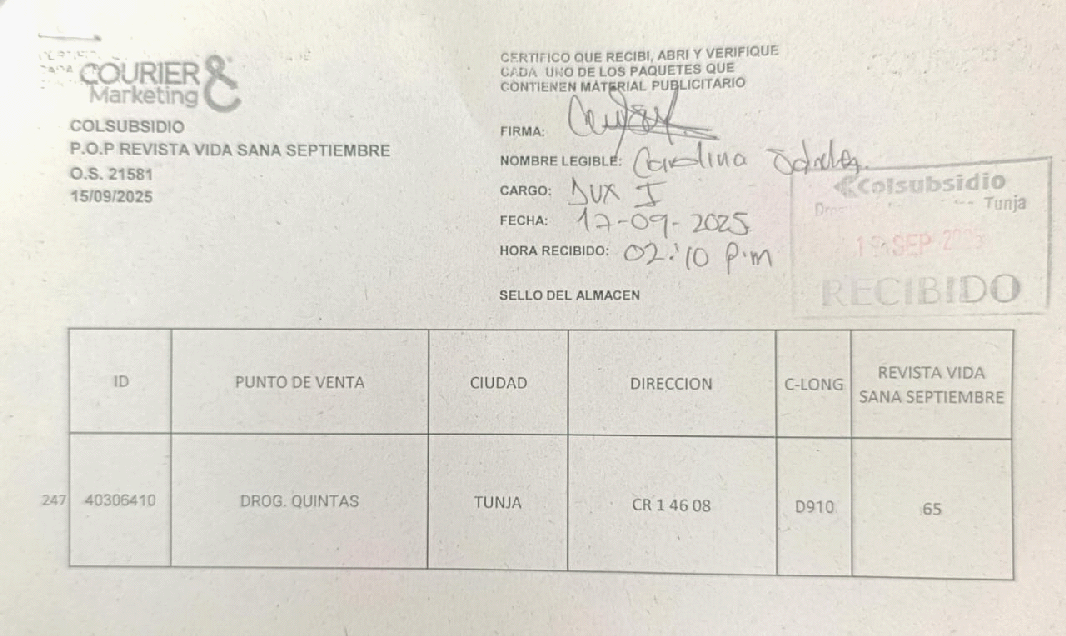 COURIER &
Marketing
COLSUBSIDIO
P.O.P REVISTA VIDA SANA SEPTIEMBRE
O.S. 21581
15/09/2025
CERTIFICO QUE RECIBI, ABRI Y VERIFIQUE
CADA UNO DE LOS PAQUETES QUE
CONTIENEN MATERIAL PUBLICITARIO
FIRMA:
NOMBRE LEGIBLE: Carolina
CARGO: AUX I
FECHA: 17-09-2025
HORA RECIBIDO: 02:10 p.m
SELLO DEL ALMACEN
Colsubsidio
Tunja
SEP
RECIBIDO
ID PUNTO DE VENTA CIUDAD DIRECCION C-LONG REVISTA VIDA
SANA SEPTIEMBRE
247 40306410 DROG. QUINTAS TUNJA CR 1 46 08 D910 65